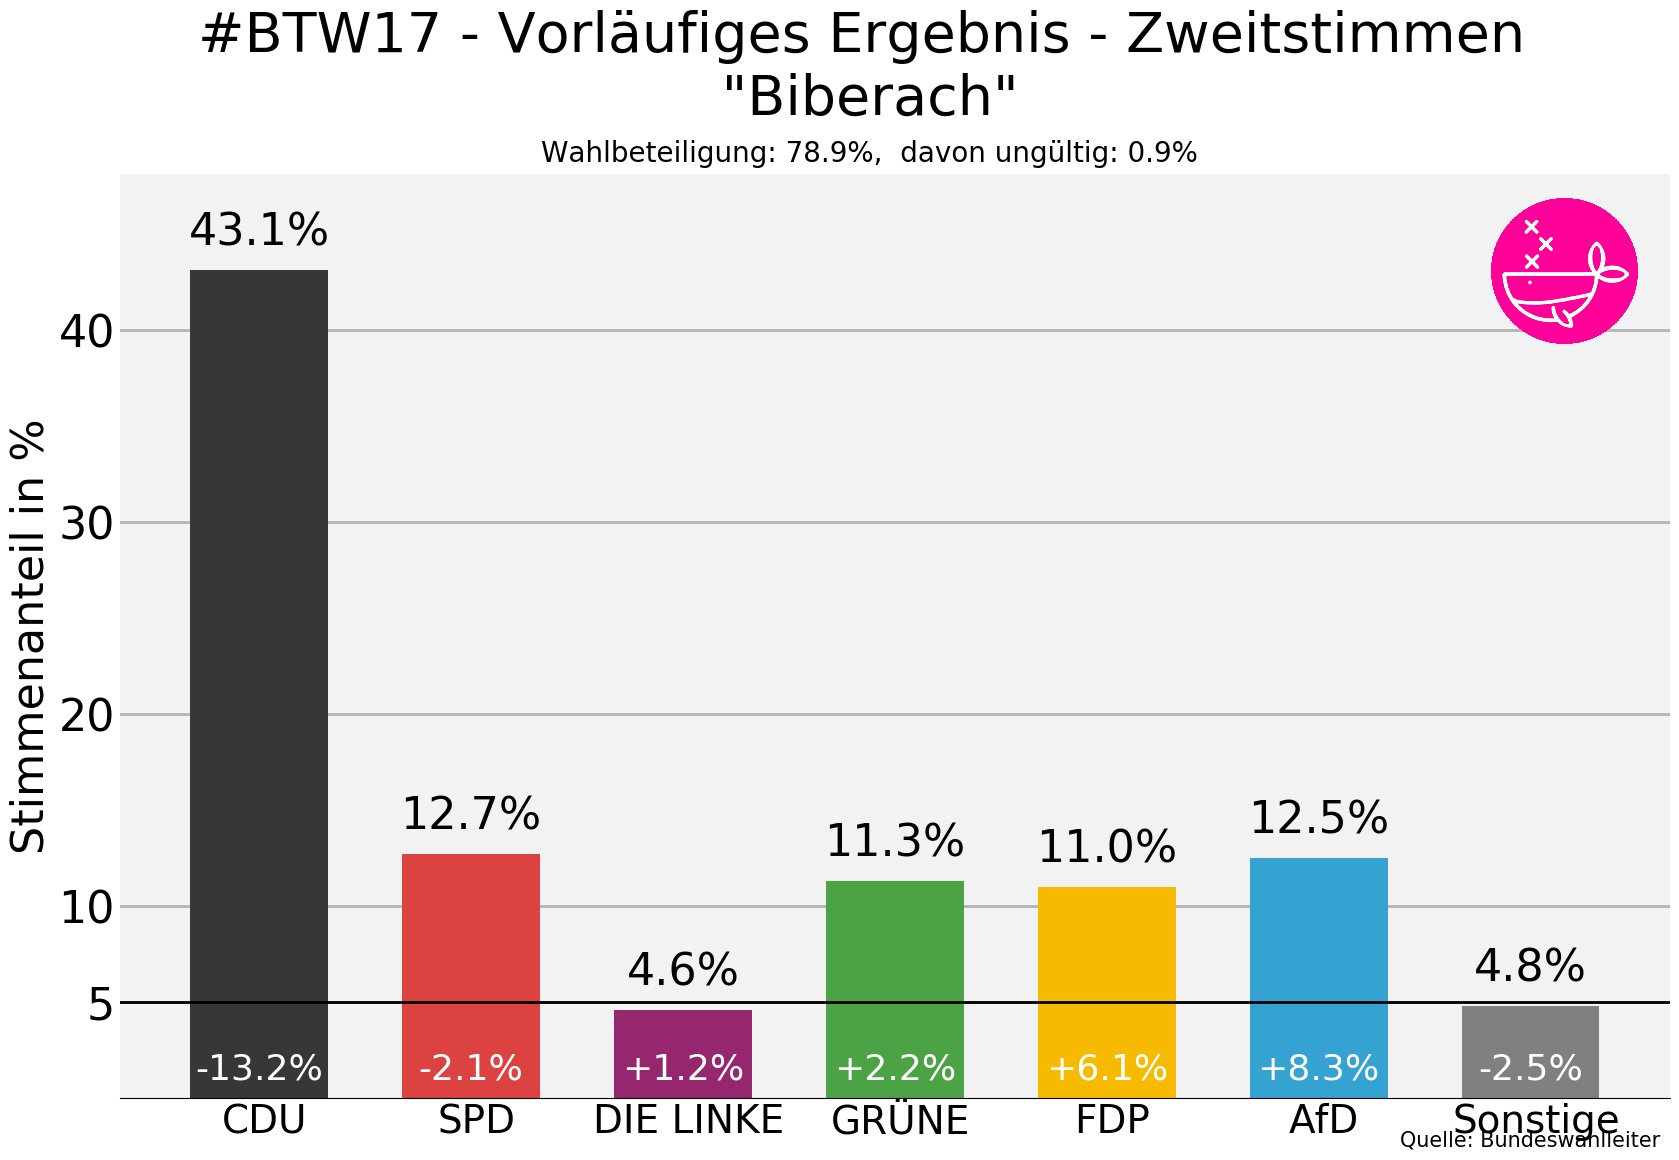 #BTW17 - Vorläufiges Ergebnis - Zweitstimmen
"Biberach"
Wahlbeteiligung: 78.9%,  davon ungültig: 0.9%
Stimmenanteil in %
40
30
20
10
5
43.1%
12.7%
4.6%
11.3%
11.0%
12.5%
4.8%
-13.2%
-2.1%
+1.2%
+2.2%
+6.1%
+8.3%
-2.5%
CDU
SPD
DIE LINKE
GRÜNE
FDP
AfD
Sonstige
Quelle: Bundeswahlleiter